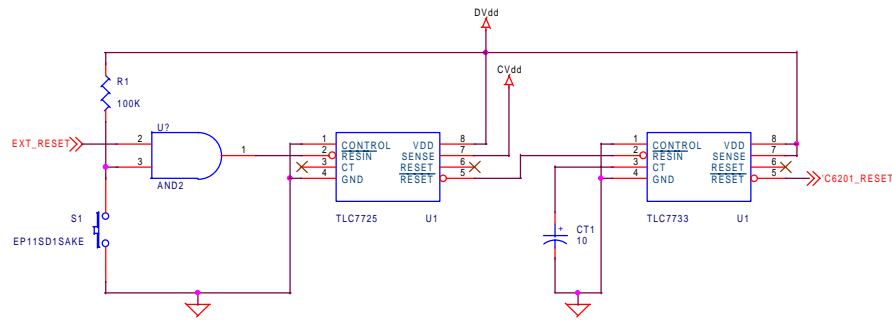 DVdd
CVdd
R1
100K
U?
EXT_RESET
2
3
1
AND2
S1
EP11SD1SAKE
1
2
3
4
CONTROL
RESIN
CT
GND
VDD
SENSE
RESET
RESET
8
7
6
5
TLC7725
U1
CT1
10
1
2
3
4
CONTROL
RESIN
CT
GND
VDD
SENSE
RESET
RESET
8
7
6
5
TLC7733
U1
'C6201_RESET